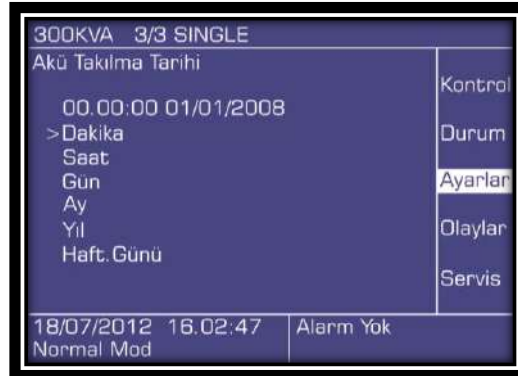 300KVA 3/3 SINGLE
Akü Takılma Tarihi
00.00:00 01/01/2008
>Dakika
Saat
Gün
Ay
Yıl
Haft.Günü
Kontrol
Durum
Ayarlar
Olaylar
Servis
18/07/2012 16.02:47 Alarm Yok
Normal Mod